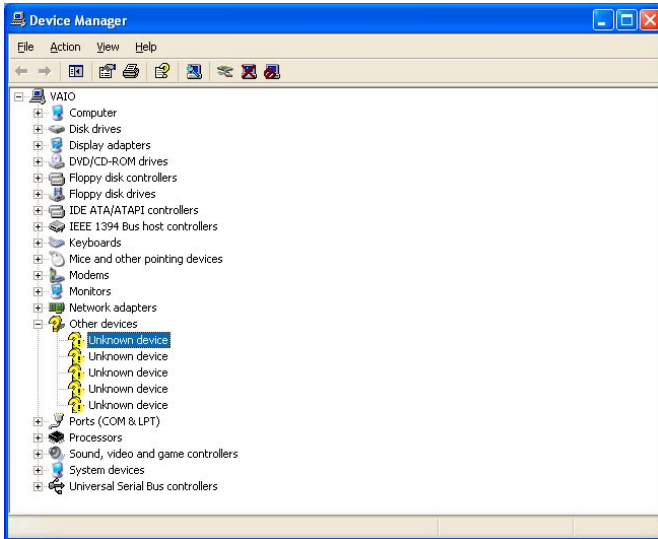 Device Manager
File Action View Help
VAIO
Computer
Disk drives
Display adapters
DVD/CD-ROM drives
Floppy disk controllers
Floppy disk drives
IDE ATA/ATAPI controllers
IEEE 1394 Bus host controllers
Keyboards
Mice and other pointing devices
Modems
Monitors
Network adapters
Other devices
Unknown device
Unknown device
Unknown device
Unknown device
Unknown device
Ports (COM & LPT)
Processors
Sound, video and game controllers
System devices
Universal Serial Bus controllers